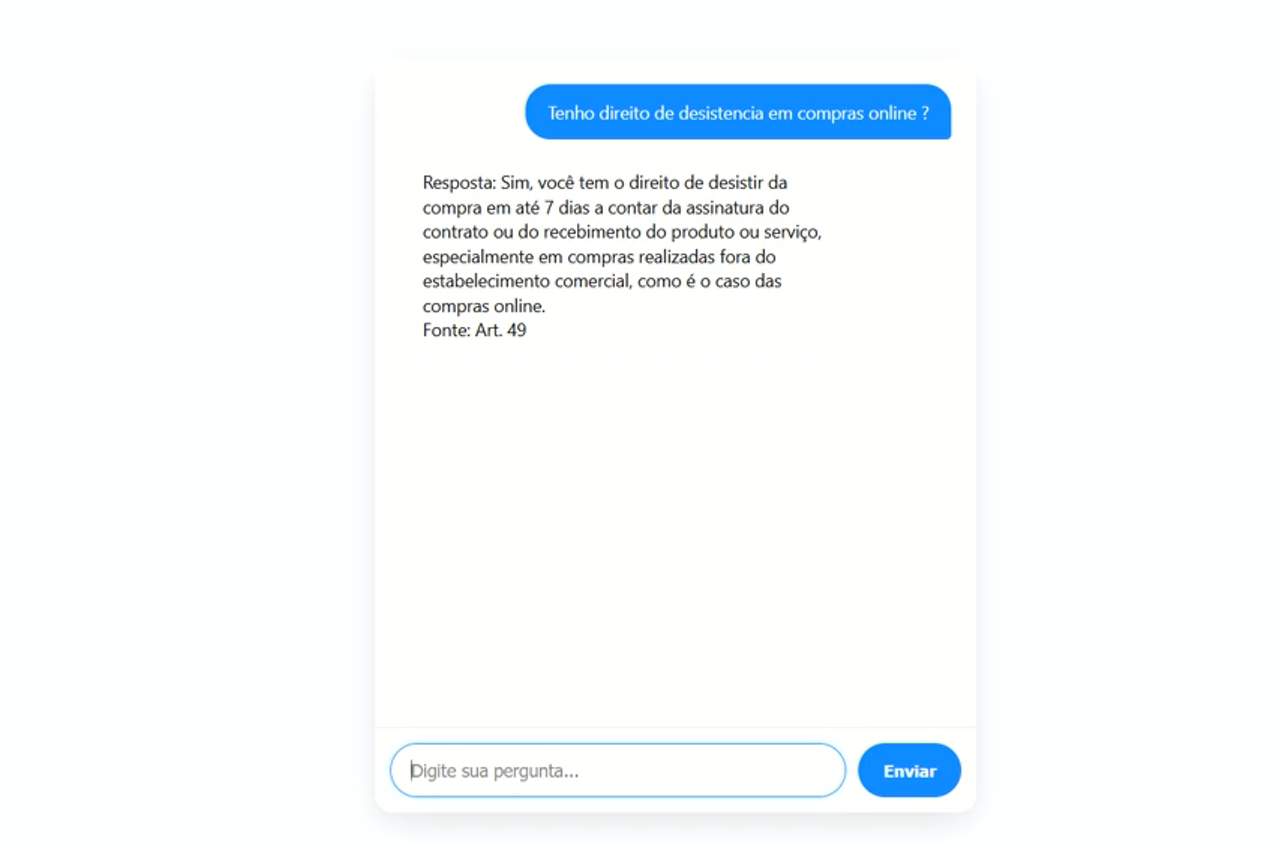 Tenho direito de desistencia em compras online ?
Resposta: Sim, você tem o direito de desistir da
compra em até 7 dias a contar da assinatura do
contrato ou do recebimento do produto ou serviço,
especialmente em compras realizadas fora do
estabelecimento comercial, como é o caso das
compras online.
Fonte: Art. 49
Digite sua pergunta...
Enviar